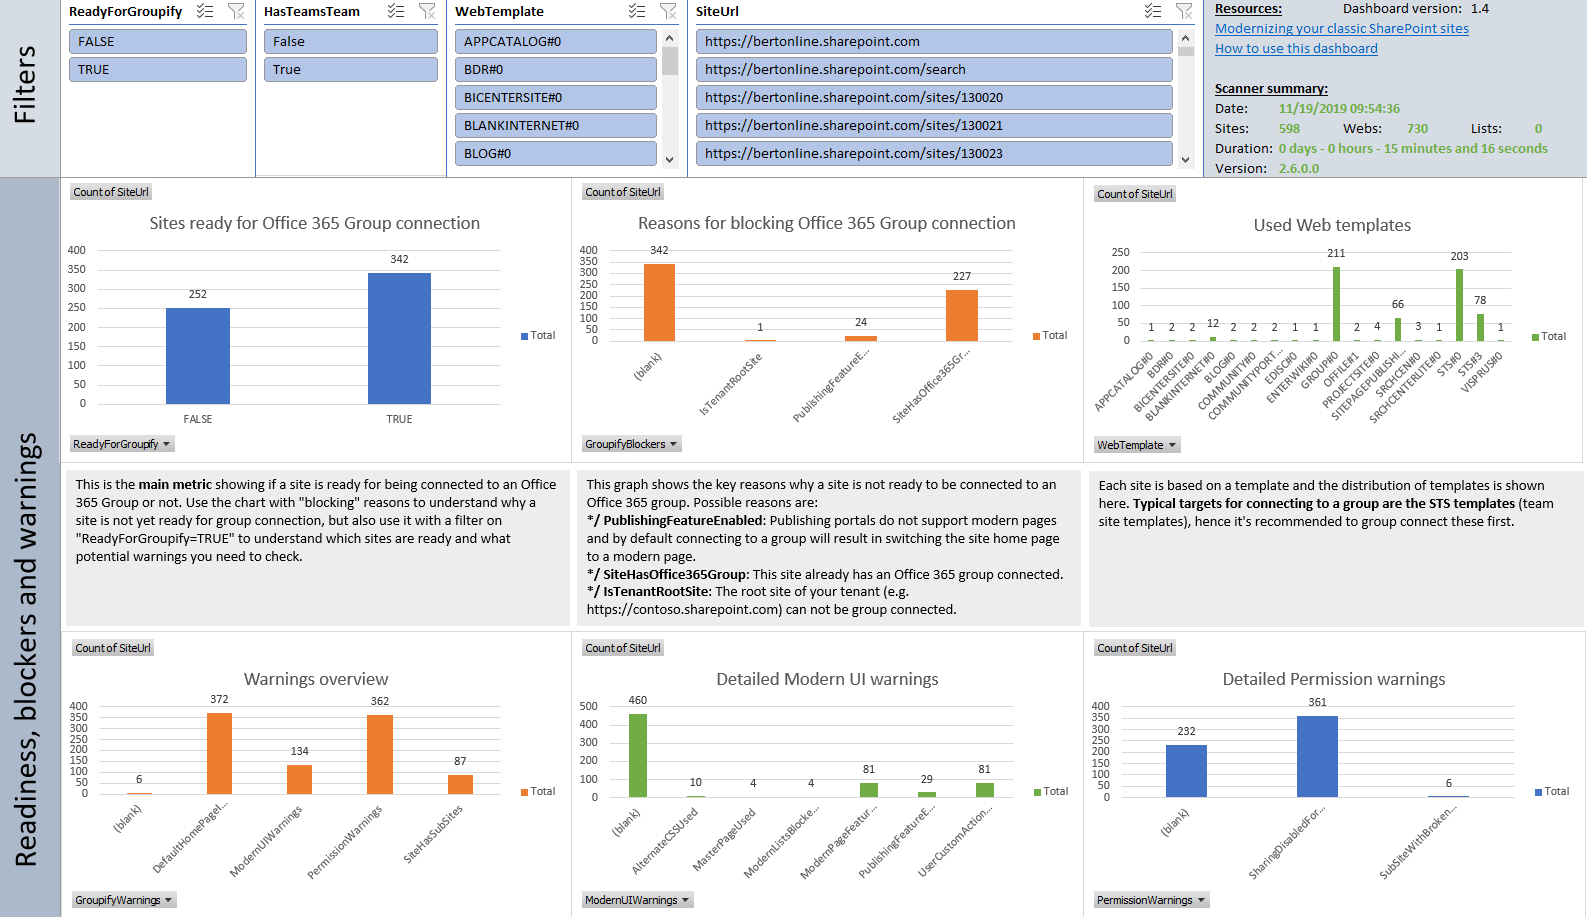 Filters
ReadyForGroupify
FALSE
TRUE
HasTeamsTeam
False
True
WebTemplate
APPCATALOG#0
BDR#0
BICENTERSITE#0
BLANKINTERNET#0
BLOG#0
SiteUrl
https://bertonline.sharepoint.com
https://bertonline.sharepoint.com/search
https://bertonline.sharepoint.com/sites/130020
https://bertonline.sharepoint.com/sites/130021
https://bertonline.sharepoint.com/sites/130023
Resources: Dashboard version: 1.4
Modernizing your classic SharePoint sites
How to use this dashboard
Scanner summary:
Date: 11/19/2019 09:54:36
Sites: 598 Webs: 730 Lists: 0
Duration: 0 days - 0 hours - 15 minutes and 16 seconds
Version: 2.6.0.0
Readiness, blockers and warnings
Count of SiteUrl
Sites ready for Office 365 Group connection
400
350
300
250
200
150
100
50
0
252
342
FALSE
TRUE
Total
ReadyForGroupify
Count of SiteUrl
Reasons for blocking Office 365 Group connection
400
350
300
250
200
150
100
50
0
342
1
24
227
(blank)
IsTenantRootSite
PublishingFeatureE...
SiteHasOffice365Gr...
Total
GroupifyBlockers
Count of SiteUrl
Used Web templates
250
200
150
100
50
0
1 2 2 12 2 2 2 1 1 211 2 4 66 3 1 203 78 1
APPCATALOG#0
BDR#0
BICENTERSITE#0
BLANKINTERNET#0
BLOG#0
COMMUNITY#0
COMMUNITYPORT...
EDISC#0
ENTERWIKI#0
GROUP#0
OFFILE#1
PROJECTSITE#0
SITEPAGEPUBLISHI...
SRCHCEN#0
SRCHCENTERLITE#0
STS#0
STS#3
VISPRUS#0
Total
WebTemplate
This is the main metric showing if a site is ready for being connected to an Office
365 Group or not. Use the chart with "blocking" reasons to understand why a
site is not yet ready for group connection, but also use it with a filter on
"ReadyForGroupify=TRUE" to understand which sites are ready and what
potential warnings you need to check.
This graph shows the key reasons why a site is not ready to be connected to an
Office 365 group. Possible reasons are:
*/ PublishingFeatureEnabled: Publishing portals do not support modern pages
and by default connecting to a group will result in switching the site home page
to a modern page.
*/ SiteHasOffice365Group: This site already has an Office 365 group connected.
*/ IsTenantRootSite: The root site of your tenant (e.g.
https://contoso.sharepoint.com) can not be group connected.
Each site is based on a template and the distribution of templates is shown
here. Typical targets for connecting to a group are the STS templates (team
site templates), hence it's recommended to group connect these first.
Count of SiteUrl
Warnings overview
400
350
300
250
200
150
100
50
0
6
372
134
362
87
(blank)
DefaultHomePageI...
ModernUIWarnings
PermissionWarnings
SiteHasSubSites
Total
GroupifyWarnings
Count of SiteUrl
Detailed Modern UI warnings
500
400
300
200
100
0
460
10
4
4
81
29
81
(blank)
AlternateCSSUsed
MasterPageUsed
ModernListsBlocke...
ModernPageFeatur...
PublishingFeatureE...
UserCustomAction...
Total
ModernUIWarnings
Count of SiteUrl
Detailed Permission warnings
400
350
300
250
200
150
100
50
0
232
361
6
(blank)
SharingDisabledFor...
SubSiteWithBroken...
Total
PermissionWarnings